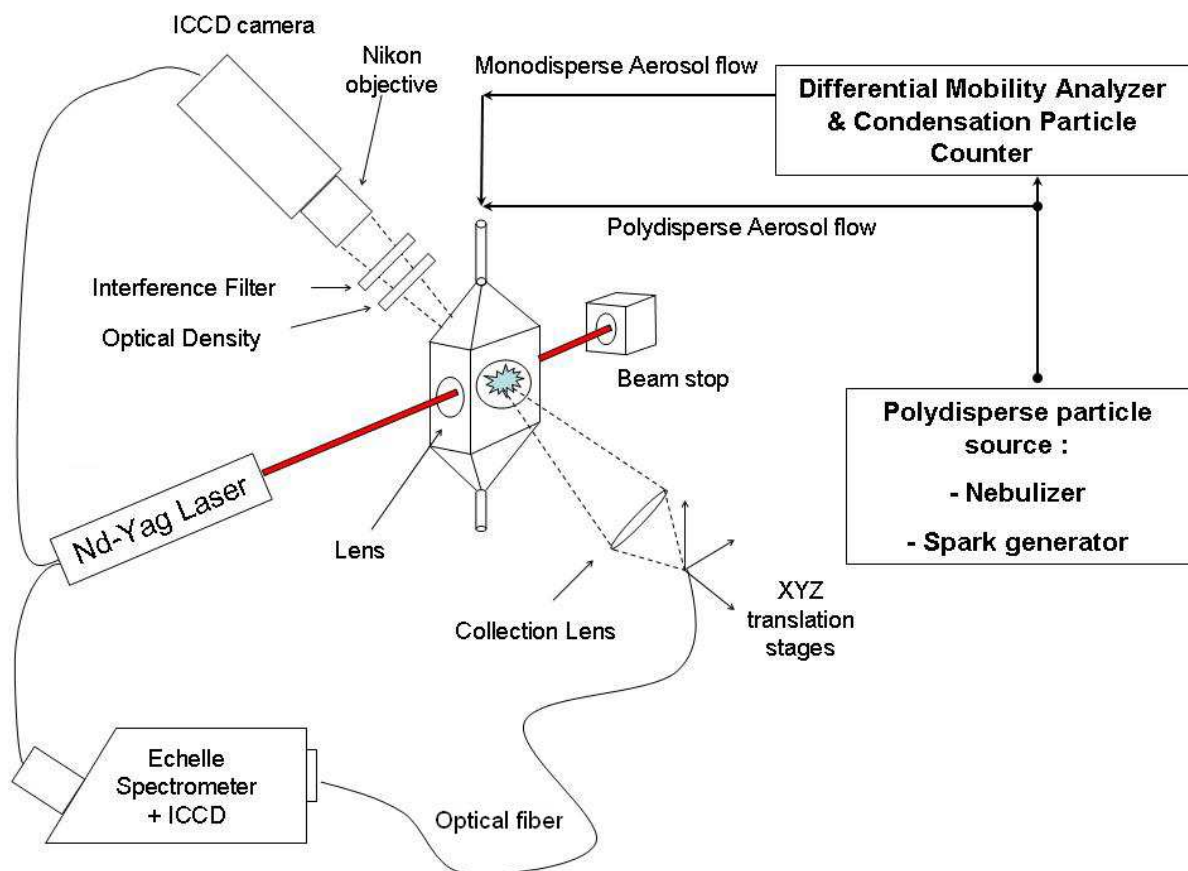 ICCD camera
Nikon
objective
Monodisperse Aerosol flow
Differential Mobility Analyzer
& Condensation Particle
Counter
Polydisperse Aerosol flow
Interference Filter
Optical Density
Beam stop
Polydisperse particle
source :
- Nebulizer
- Spark generator
Nd-Yag Laser
Lens
Collection Lens
XYZ
translation
stages
Echelle
Spectrometer
+ ICCD
Optical fiber